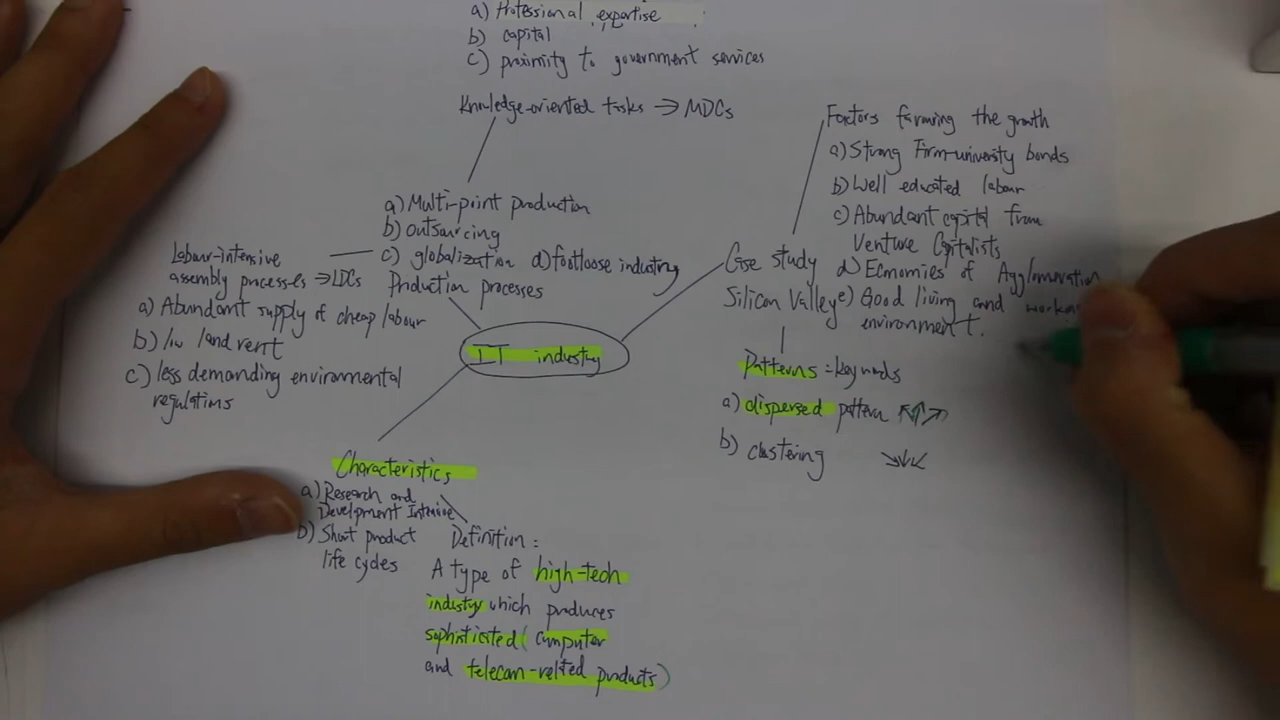 a) Professional expertise
b) capital
c) proximity to government services
Knowledge-oriented tasks → MDCs
a) Multi-point production
b) outsourcing
c) globalization d) footloose industry
Production processes
Labour-intensive
assembly processes → LDCs
a) Abundant supply of cheap labour
b) low land rent
c) less demanding environmental
regulations
IT industry
Factors favouring the growth
a) Strong Firm-university bonds
b) Well educated labour
c) Abundant capital from
Venture Capitalists
d) Economies of Agglomeration
e) Good living and working
environment.
Case study
Silicon Valley
Patterns = keywords
a) dispersed pattern
b) clustering
Characteristics
a) Research and
Development Intensive
b) Short product
life cycles
Definition:
A type of high-tech
industry which produces
sophisticated (computer
and telecom-related products)